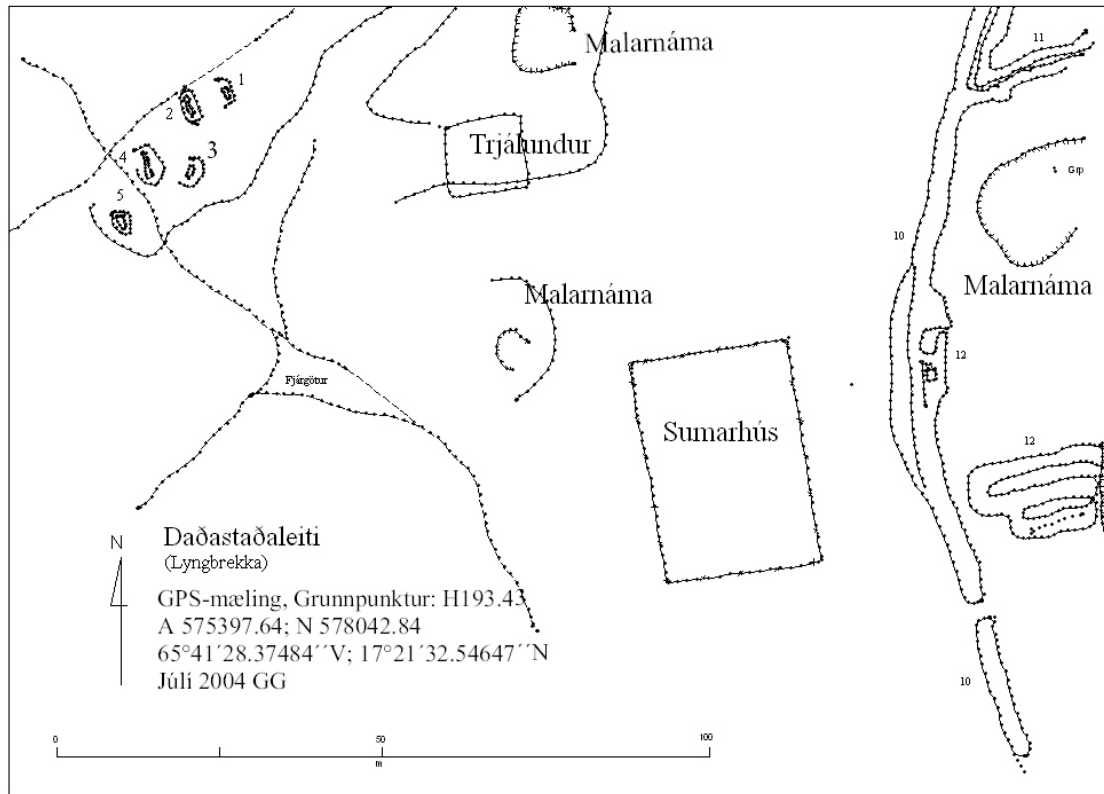 Malarnáma
11
1
2
Trjálundur
3
4
Grp
5
10
Malarnáma
Malarnáma
12
Fjárgötur
Sumarhús
12
N
Daðastaðaleiti
(Lyngbrekka)
GPS-mæling, Grunnpunktur: H193.43
A 575397.64; N 578042.84
65°41´28.37484´´V; 17°21´32.54647´´N
Júlí 2004 GG
10
0
50
100
m